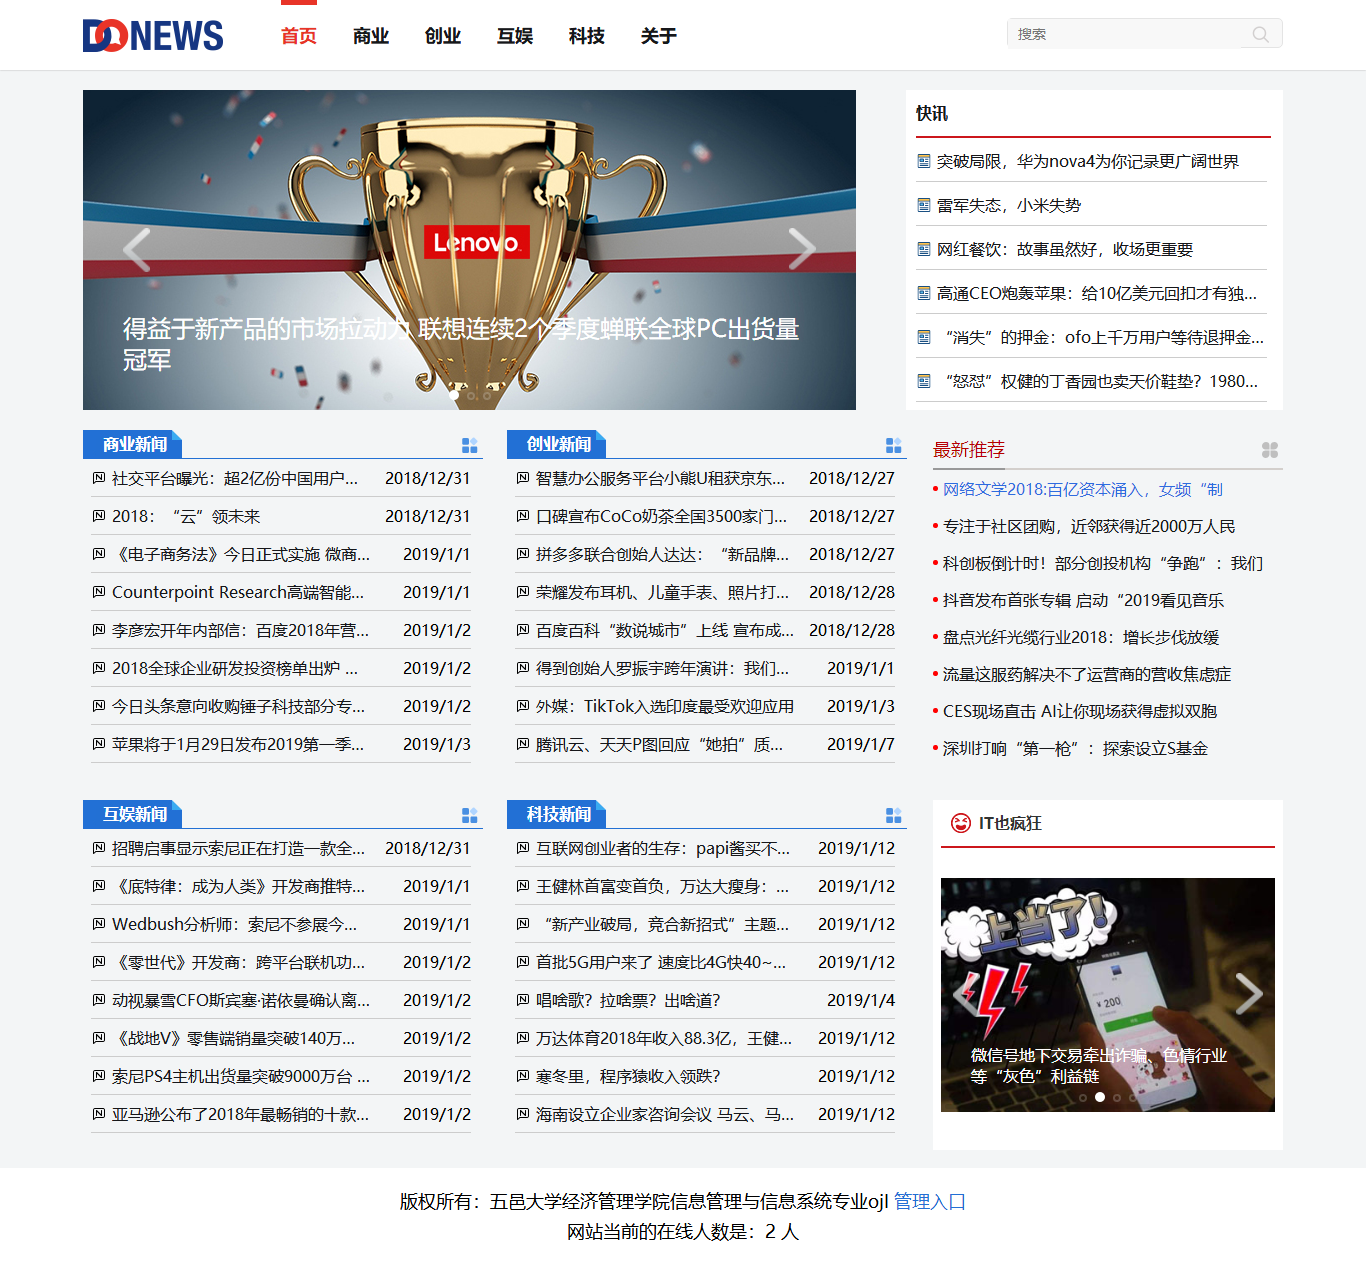 DONEWS 首页 商业 创业 互娱 科技 关于 搜索
Lenovo
得益于新产品的市场拉动力 联想连续2个季度蝉联全球PC出货量
冠军
快讯
突破局限，华为nova4为你记录更广阔世界
雷军失态，小米失势
网红餐饮：故事虽然好，收场更重要
高通CEO炮轰苹果：给10亿美元回扣才有独...
“消失”的押金：ofo上千万用户等待退押金...
“怒怼”权健的丁香园也卖天价鞋垫？1980...
商业新闻
社交平台曝光：超2亿份中国用户... 2018/12/31
2018：“云”领未来 2018/12/31
《电子商务法》今日正式实施 微商... 2019/1/1
Counterpoint Research高端智能... 2019/1/1
李彦宏开年内部信：百度2018年营... 2019/1/2
2018全球企业研发投资榜单出炉 ... 2019/1/2
今日头条意向收购锤子科技部分专... 2019/1/2
苹果将于1月29日发布2019第一季... 2019/1/3
创业新闻
智慧办公服务平台小熊U租获京东... 2018/12/27
口碑宣布CoCo奶茶全国3500家门... 2018/12/27
拼多多联合创始人达达：“新品牌... 2018/12/27
荣耀发布耳机、儿童手表、照片打... 2018/12/28
百度百科“数说城市”上线 宣布成... 2018/12/28
得到创始人罗振宇跨年演讲：我们... 2019/1/1
外媒：TikTok入选印度最受欢迎应用 2019/1/3
腾讯云、天天P图回应“她拍”质... 2019/1/7
最新推荐
网络文学2018:百亿资本涌入，女频“制
专注于社区团购，近邻获得近2000万人民
科创板倒计时！部分创投机构“争跑”：我们
抖音发布首张专辑 启动“2019看见音乐
盘点光纤光缆行业2018：增长步伐放缓
流量这服药解决不了运营商的营收焦虑症
CES现场直击 AI让你现场获得虚拟双胞
深圳打响“第一枪”：探索设立S基金
互娱新闻
招聘启事显示索尼正在打造一款全... 2018/12/31
《底特律：成为人类》开发商推特... 2019/1/1
Wedbush分析师：索尼不参展今... 2019/1/1
《零世代》开发商：跨平台联机功... 2019/1/2
动视暴雪CFO斯宾塞·诺依曼确认离... 2019/1/2
《战地V》零售端销量突破140万... 2019/1/2
索尼PS4主机出货量突破9000万台 ... 2019/1/2
亚马逊公布了2018年最畅销的十款... 2019/1/2
科技新闻
互联网创业者的生存：papi酱买不... 2019/1/12
王健林首富变首负，万达大瘦身：... 2019/1/12
“新产业破局，竞合新招式”主题... 2019/1/12
首批5G用户来了 速度比4G快40~... 2019/1/12
唱啥歌？拉啥票？出啥道？ 2019/1/4
万达体育2018年收入88.3亿，王健... 2019/1/12
寒冬里，程序猿收入领跌？ 2019/1/12
海南设立企业家咨询会议 马云、马... 2019/1/12
IT也疯狂
上当了！
¥200
微信号地下交易牵出诈骗、色情行业
等“灰色”利益链
版权所有：五邑大学经济管理学院信息管理与信息系统专业ojl 管理入口
网站当前的在线人数是：2 人